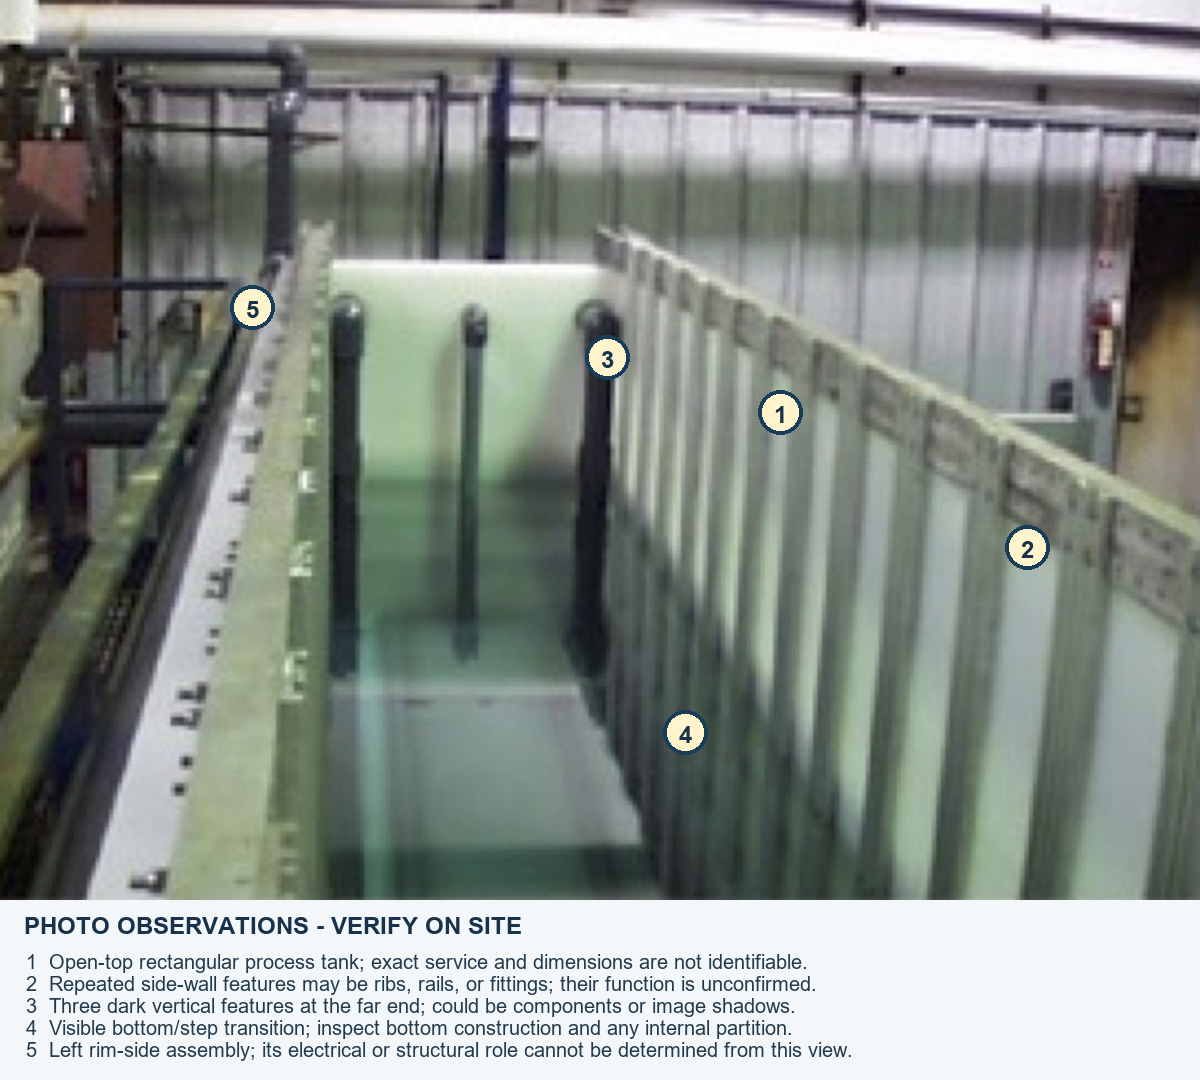 5
3
1
2
4
PHOTO OBSERVATIONS - VERIFY ON SITE
1 Open-top rectangular process tank; exact service and dimensions are not identifiable.
2 Repeated side-wall features may be ribs, rails, or fittings; their function is unconfirmed.
3 Three dark vertical features at the far end; could be components or image shadows.
4 Visible bottom/step transition; inspect bottom construction and any internal partition.
5 Left rim-side assembly; its electrical or structural role cannot be determined from this view.